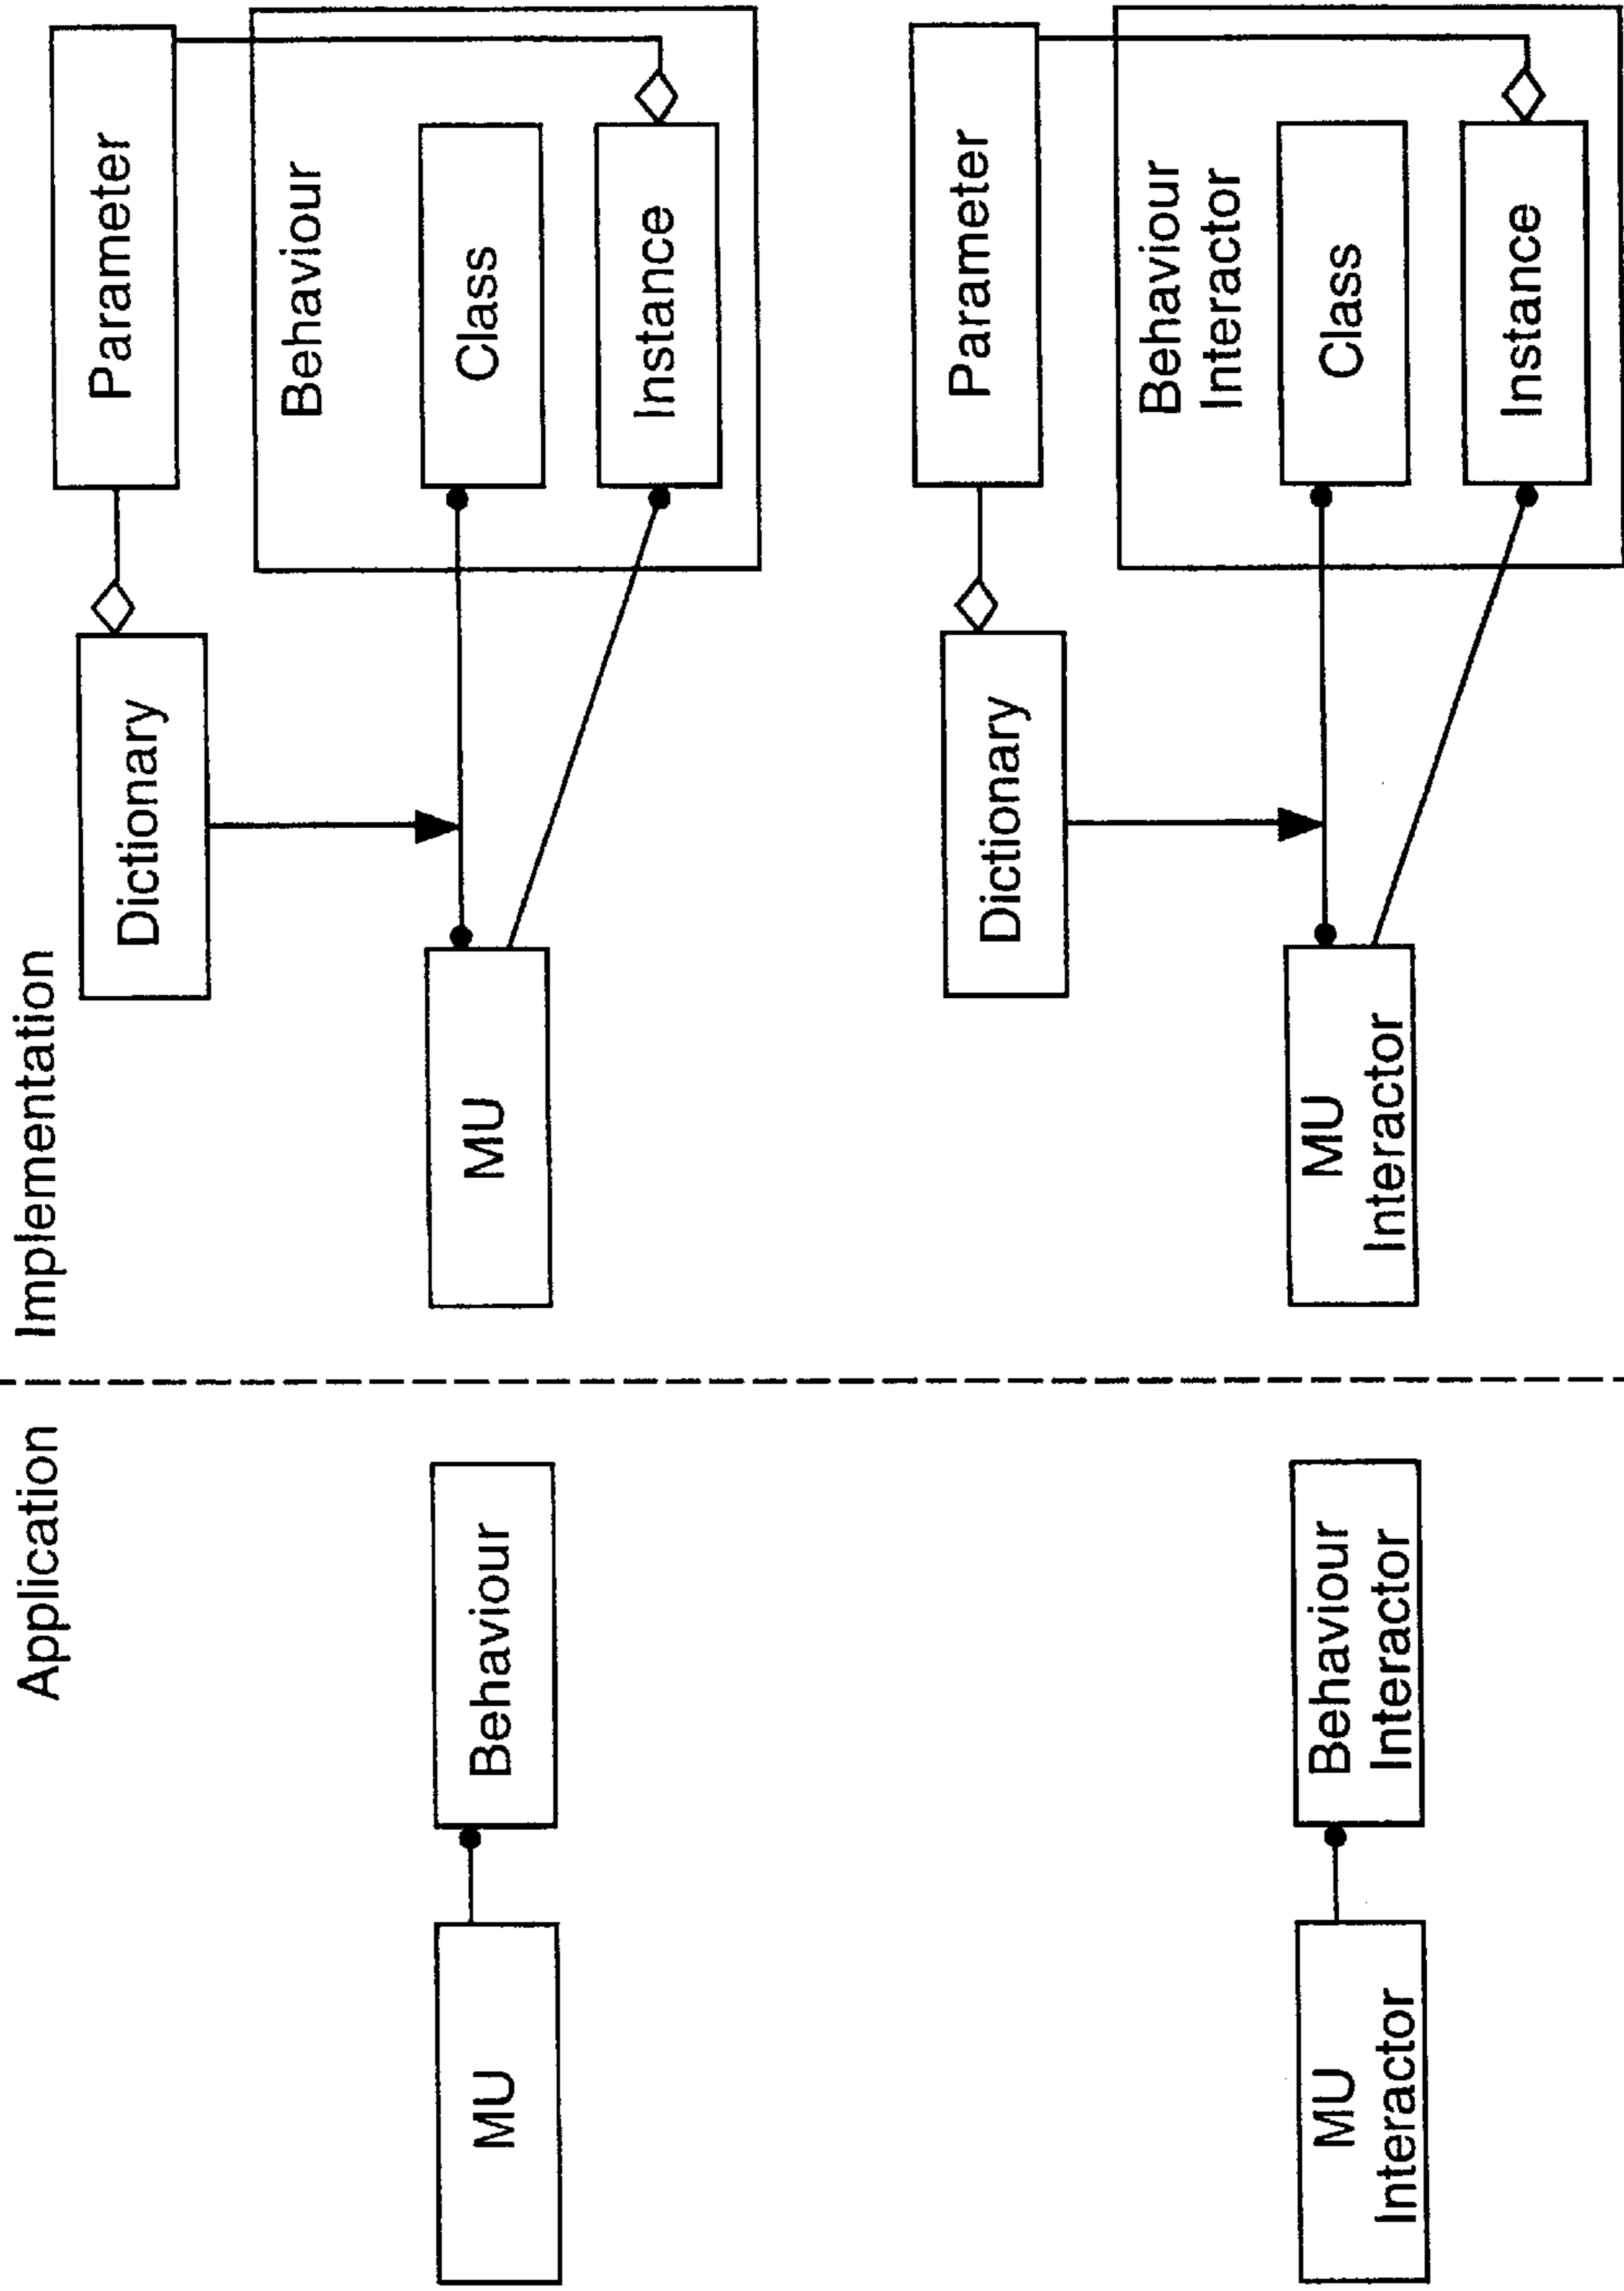 Application
Implementation
MU
Behaviour
MU
Dictionary
Parameter
Behaviour
Class
Instance
MU
Interactor
Behaviour
Interactor
MU
Interactor
Dictionary
Parameter
Behaviour
Interactor
Class
Instance